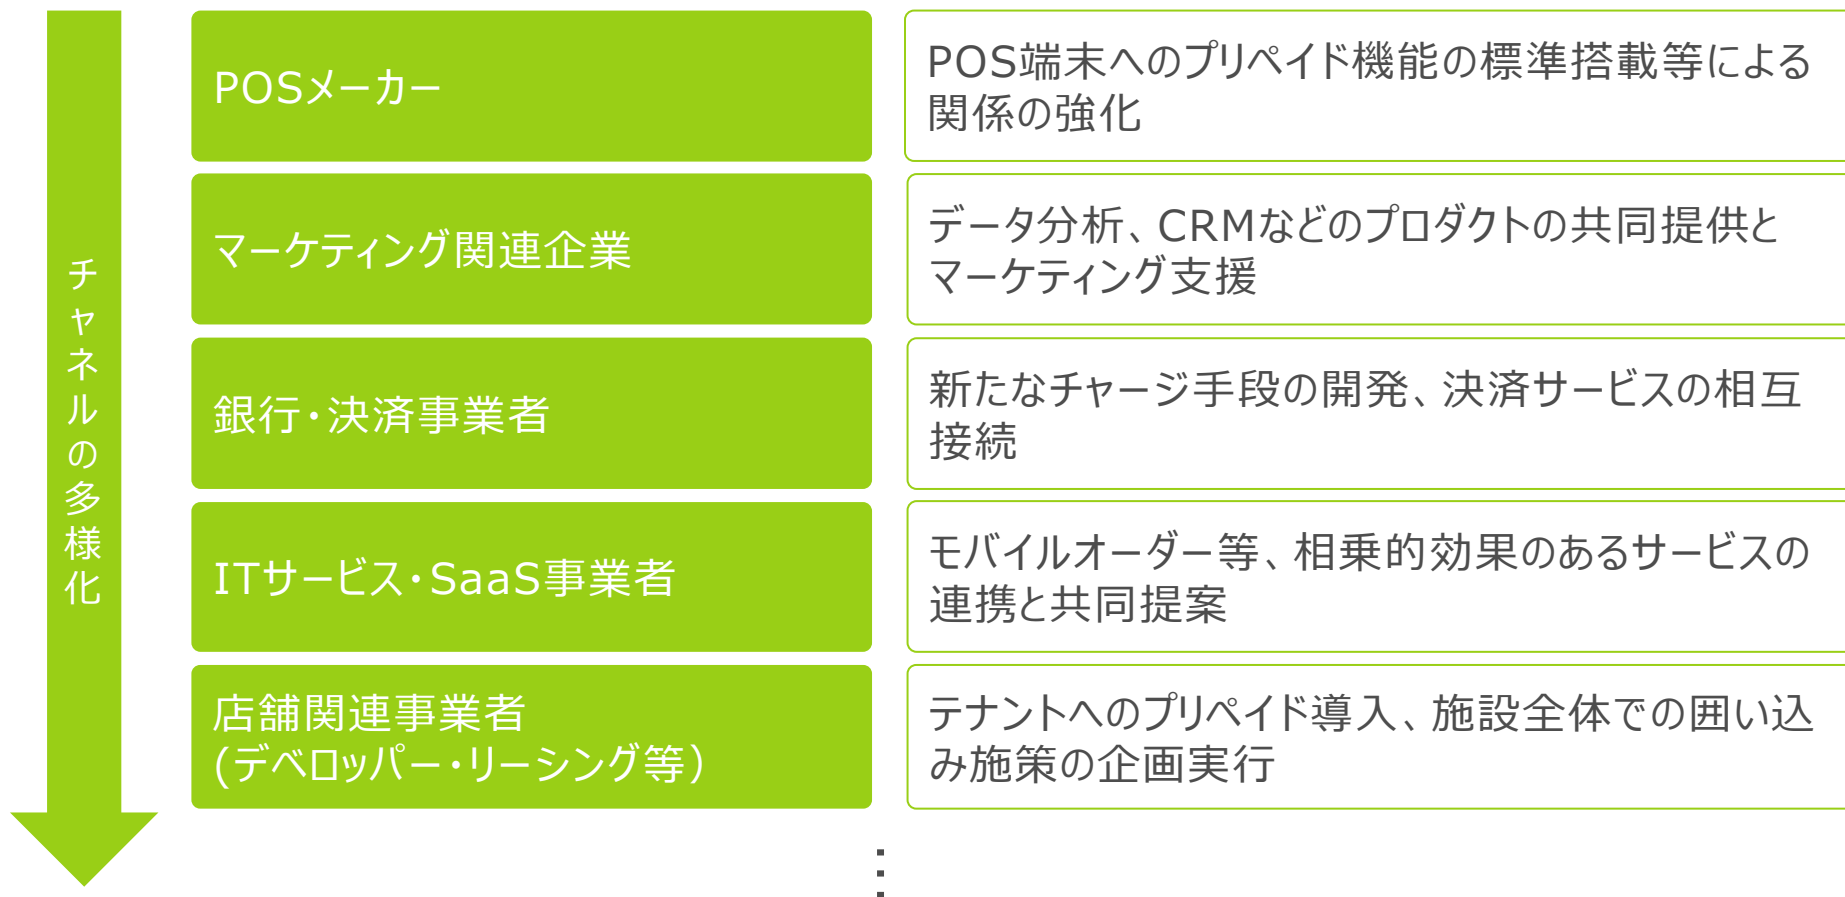 チャネルの多様化
POSメーカー
POS端末へのプリペイド機能の標準搭載等による
関係の強化
マーケティング関連企業
データ分析、CRMなどのプロダクトの共同提供と
マーケティング支援
銀行・決済事業者
新たなチャージ手段の開発、決済サービスの相互
接続
ITサービス・SaaS事業者
モバイルオーダー等、相乗的効果のあるサービスの
連携と共同提案
店舗関連事業者
(デベロッパー・リーシング等）
テナントへのプリペイド導入、施設全体での囲い込
み施策の企画実行
⋮